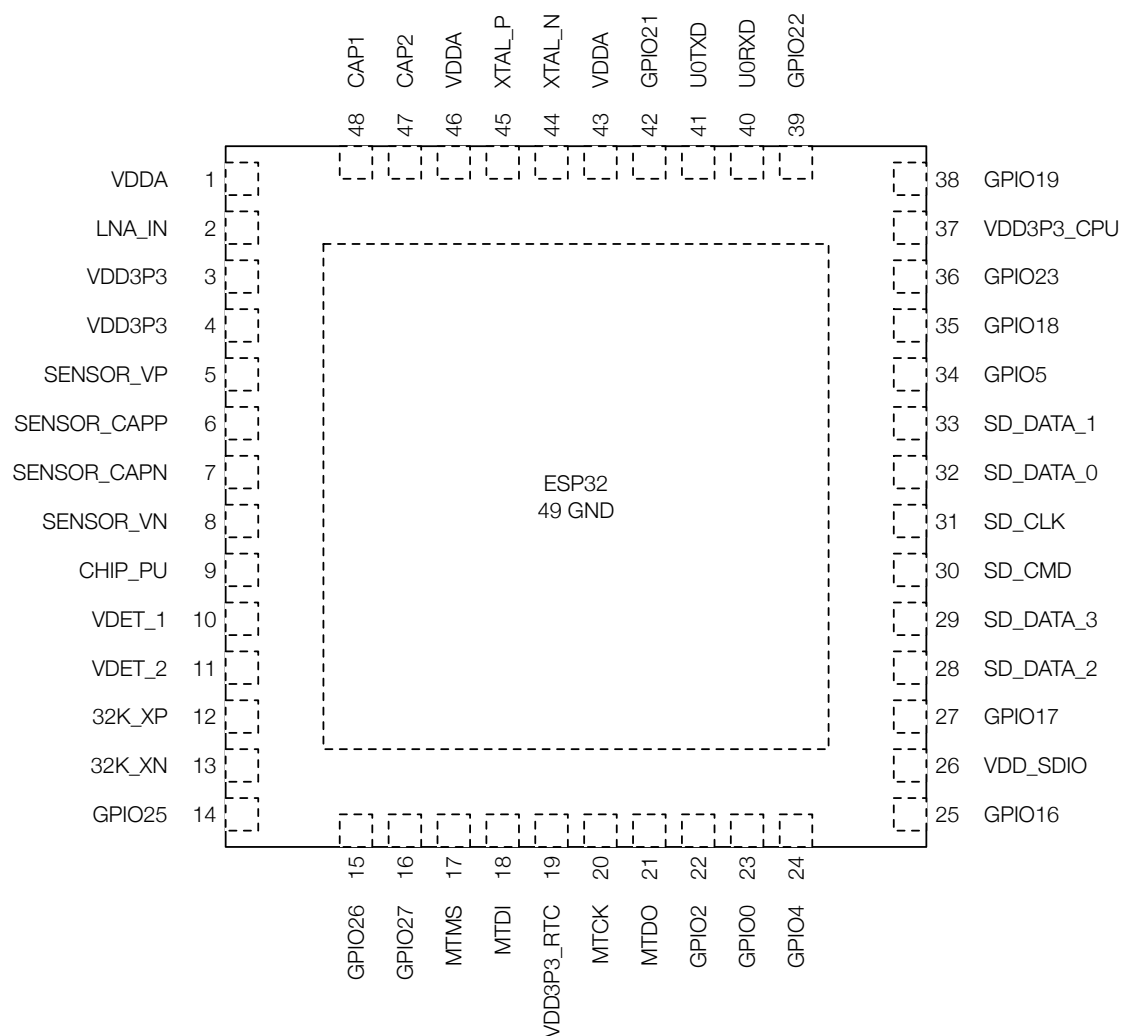 CAP1
CAP2
VDDA
XTAL_P
XTAL_N
VDDA
GPIO21
U0TXD
U0RXD
GPIO22
48
47
46
45
44
43
42
41
40
39
VDDA 1
LNA_IN 2
VDD3P3 3
VDD3P3 4
SENSOR_VP 5
SENSOR_CAPP 6
SENSOR_CAPN 7
SENSOR_VN 8
CHIP_PU 9
VDET_1 10
VDET_2 11
32K_XP 12
32K_XN 13
GPIO25 14
ESP32
49 GND
38 GPIO19
37 VDD3P3_CPU
36 GPIO23
35 GPIO18
34 GPIO5
33 SD_DATA_1
32 SD_DATA_0
31 SD_CLK
30 SD_CMD
29 SD_DATA_3
28 SD_DATA_2
27 GPIO17
26 VDD_SDIO
25 GPIO16
15
16
17
18
19
20
21
22
23
24
GPIO26
GPIO27
MTMS
MTDI
VDD3P3_RTC
MTCK
MTDO
GPIO2
GPIO0
GPIO4